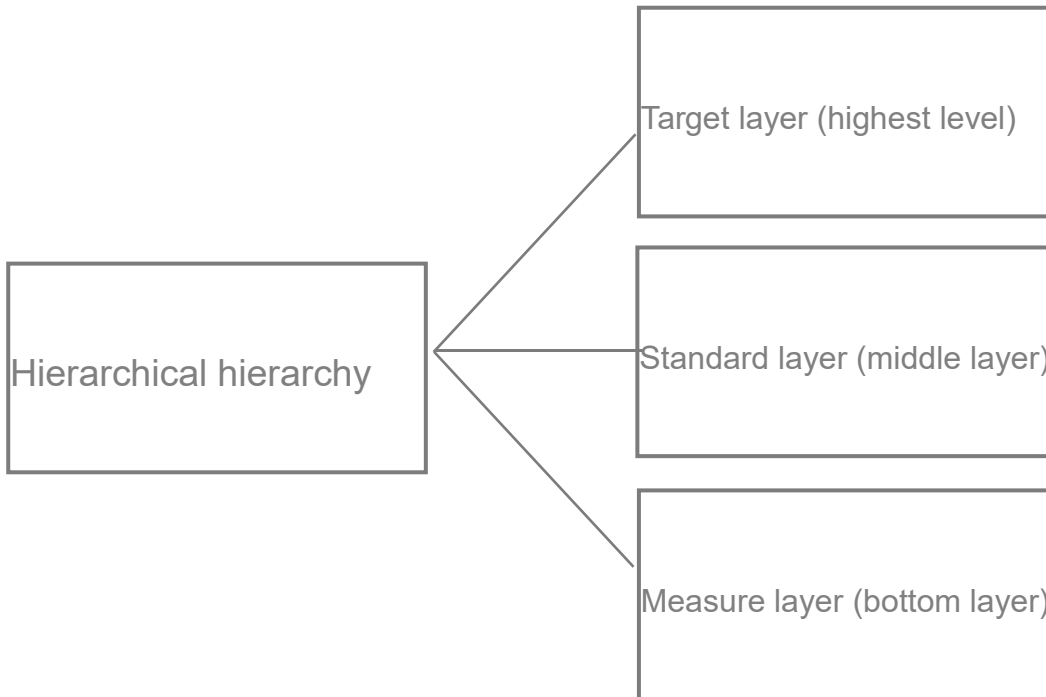 Target layer (highest level)
Hierarchical hierarchy
Standard layer (middle layer)
Measure layer (bottom layer)